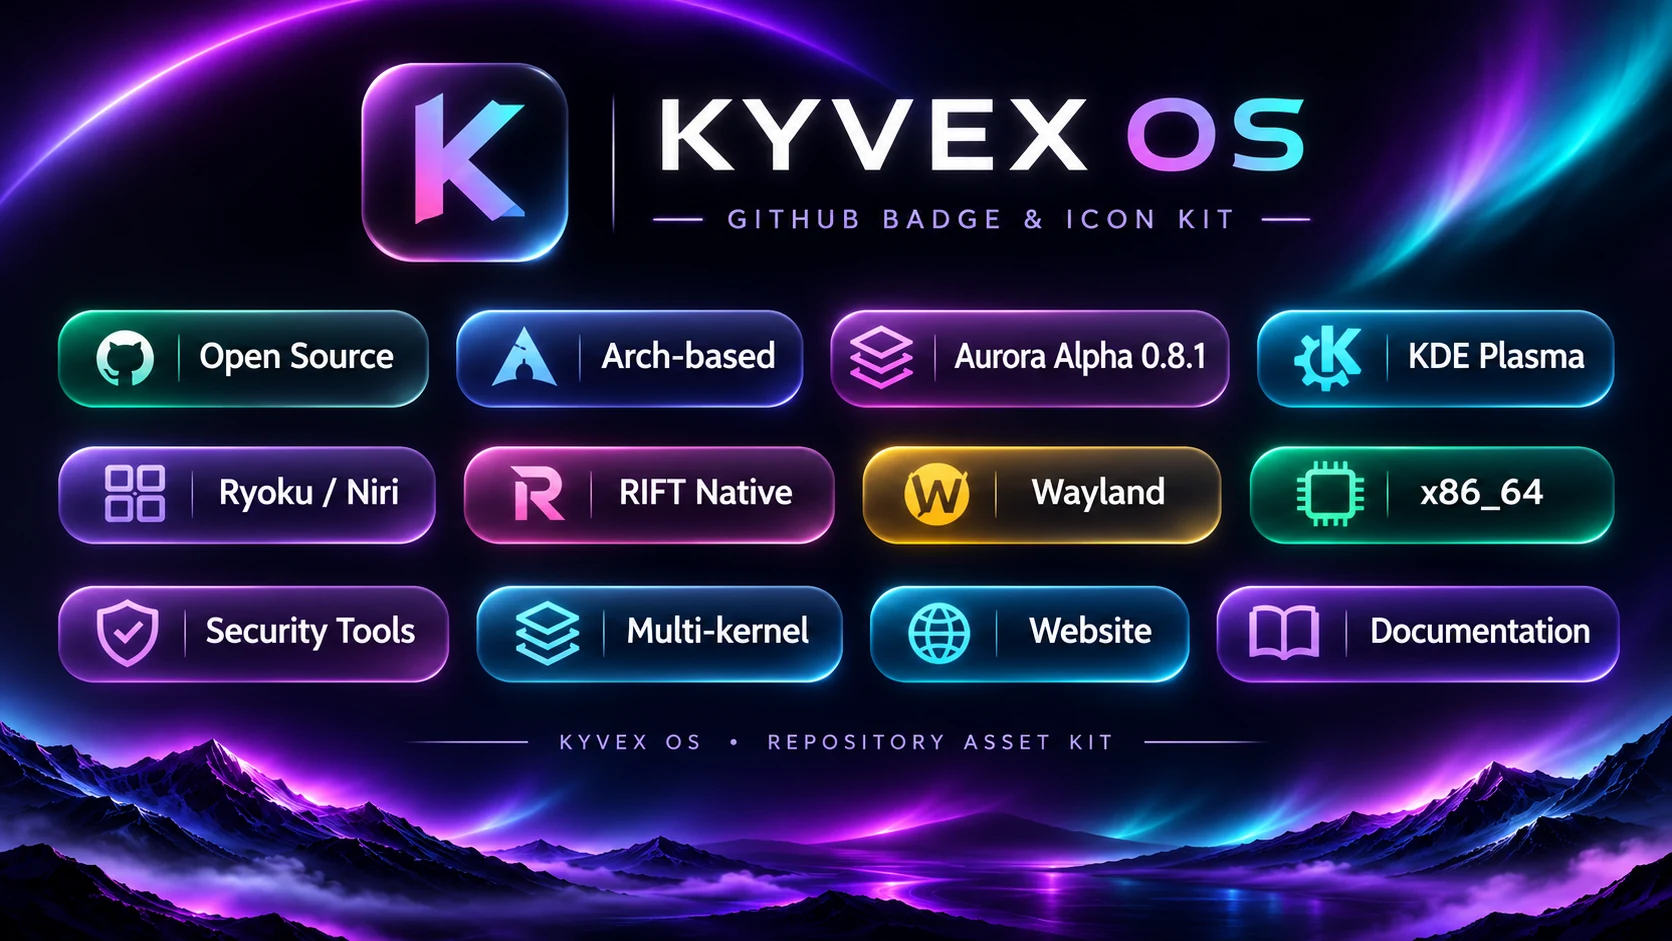 K
KYVEX OS
GITHUB BADGE & ICON KIT
Open Source
Arch-based
Aurora Alpha 0.8.1
K
KDE Plasma
Ryoku / Niri
R
RIFT Native
W
Wayland
x86_64
Security Tools
Multi-kernel
Website
Documentation
KYVEX OS • REPOSITORY ASSET KIT